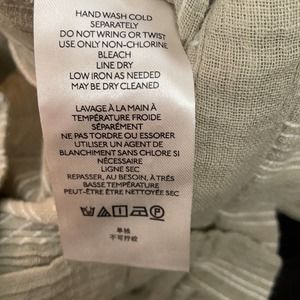 HAND WASH COLD
SEPARATELY
DO NOT WRING OR TWIST
USE ONLY NON-CHLORINE
BLEACH
LINE DRY
LOW IRON AS NEEDED
MAY BE DRY CLEANED
LAVAGE À LA MAIN À
TEMPÉRATURE FROIDE
SÉPARÉMENT
NE PAS TORDRE OU ESSORER
UTILISER UN AGENT DE
BLANCHIMENT SANS CHLORE SI
NÉCESSAIRE
LIGNE SEC
REPASSER, AU BESOIN, À TRÈS
BASSE TEMPÉRATURE
PEUT-ÊTRE ÊTRE NETTOYÉ SEC
单独
不可拧绞